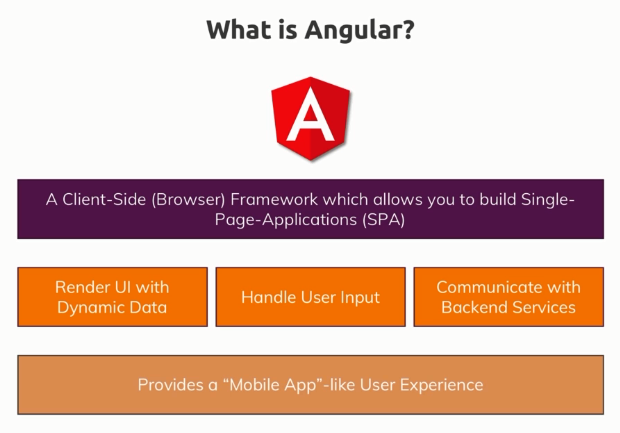 What is Angular?
A
A Client-Side (Browser) Framework which allows you to build Single-
Page-Applications (SPA)
Render UI with
Dynamic Data
Handle User Input
Communicate with
Backend Services
Provides a “Mobile App”-like User Experience